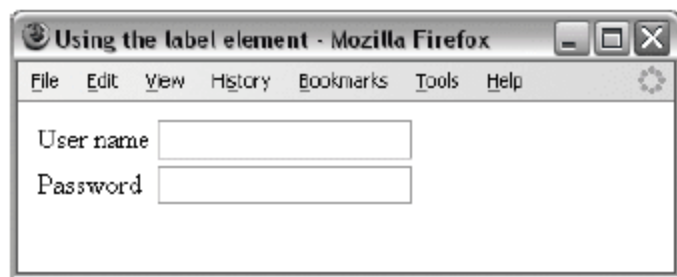 Using the label element - Mozilla Firefox
File Edit View History Bookmarks Tools Help
User name
Password